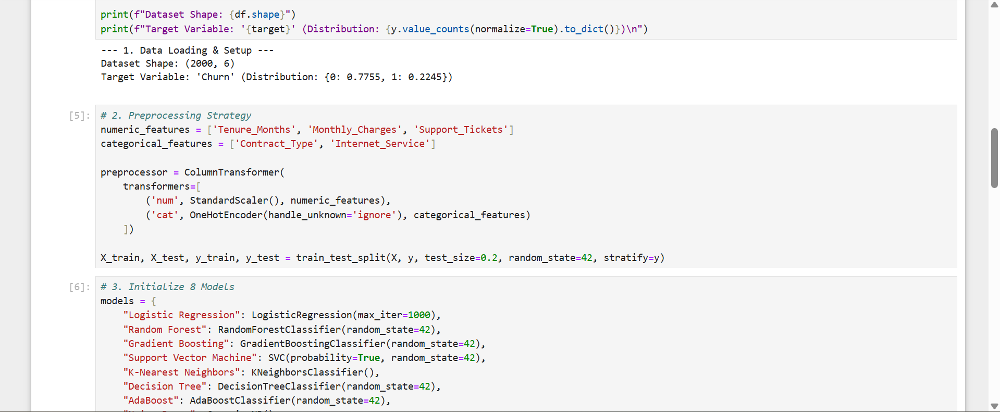 print(f"Dataset Shape: {df.shape}")
print(f"Target Variable: '{target}' (Distribution: {y.value_counts(normalize=True).to_dict()})\n")
--- 1. Data Loading & Setup ---
Dataset Shape: (2000, 6)
Target Variable: 'Churn' (Distribution: {0: 0.7755, 1: 0.2245})
[5]: # 2. Preprocessing Strategy
numeric_features = ['Tenure_Months', 'Monthly_Charges', 'Support_Tickets']
categorical_features = ['Contract_Type', 'Internet_Service']
preprocessor = ColumnTransformer(
    transformers=[
        ('num', StandardScaler(), numeric_features),
        ('cat', OneHotEncoder(handle_unknown='ignore'), categorical_features)
    ])
X_train, X_test, y_train, y_test = train_test_split(X, y, test_size=0.2, random_state=42, stratify=y)
[6]: # 3. Initialize 8 Models
models = {
    "Logistic Regression": LogisticRegression(max_iter=1000),
    "Random Forest": RandomForestClassifier(random_state=42),
    "Gradient Boosting": GradientBoostingClassifier(random_state=42),
    "Support Vector Machine": SVC(probability=True, random_state=42),
    "K-Nearest Neighbors": KNeighborsClassifier(),
    "Decision Tree": DecisionTreeClassifier(random_state=42),
    "AdaBoost": AdaBoostClassifier(random_state=42),